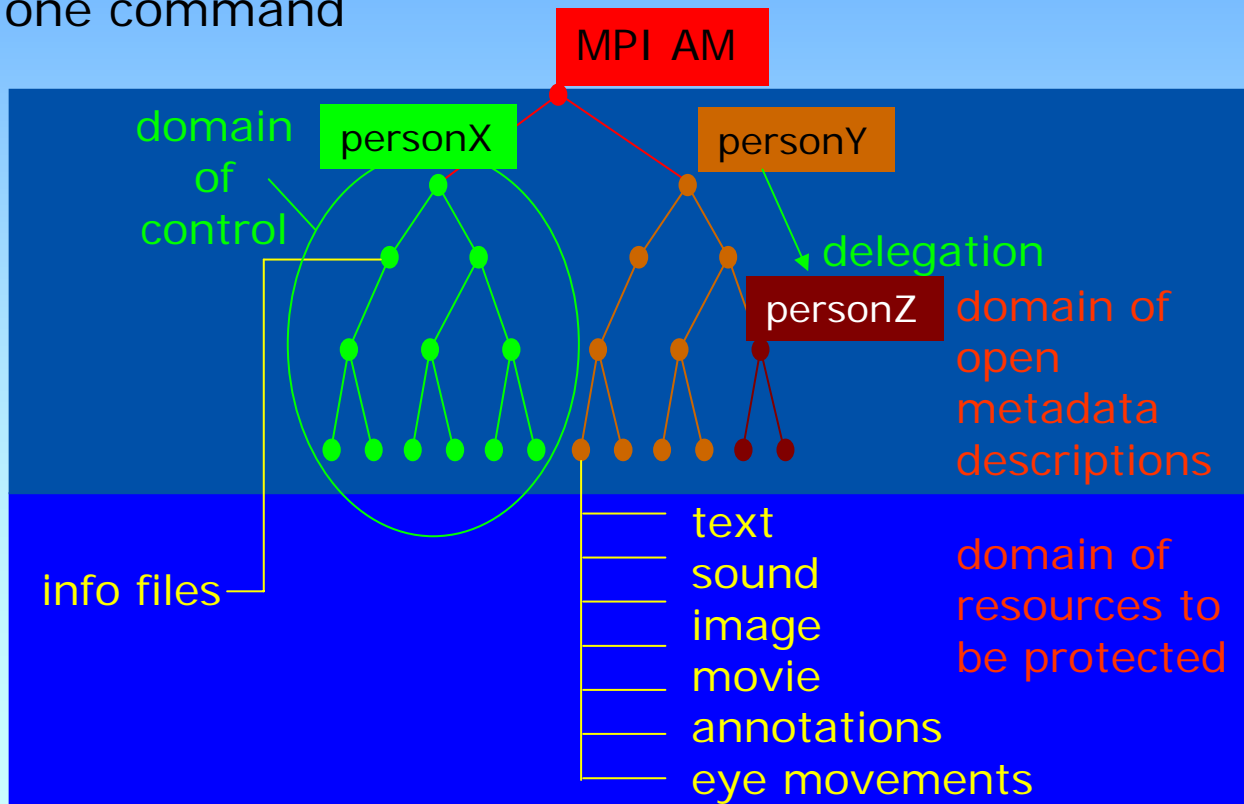 one command
MPI AM
domain
of
control
personX
personY
delegation
personZ
domain of
open
metadata
descriptions
text
sound
image
movie
annotations
eye movements
info files
domain of
resources to
be protected